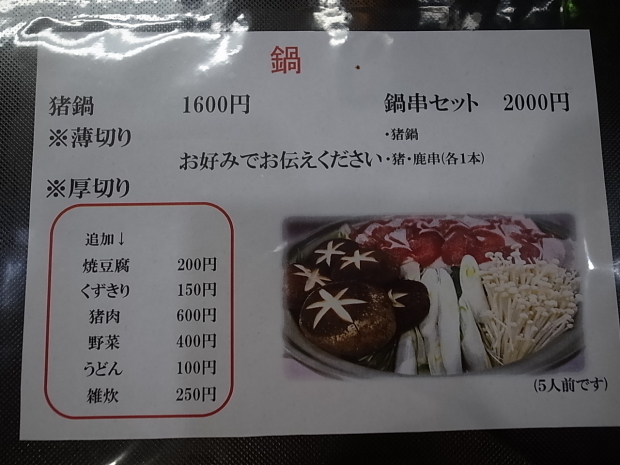 鍋
猪鍋 1600円
※薄切り
お好みでお伝えください
※厚切り
鍋串セット 2000円
・猪鍋
・猪・鹿串(各1本)
追加↓
焼豆腐 200円
くずきり 150円
猪肉 600円
野菜 400円
うどん 100円
雑炊 250円
(5人前です)